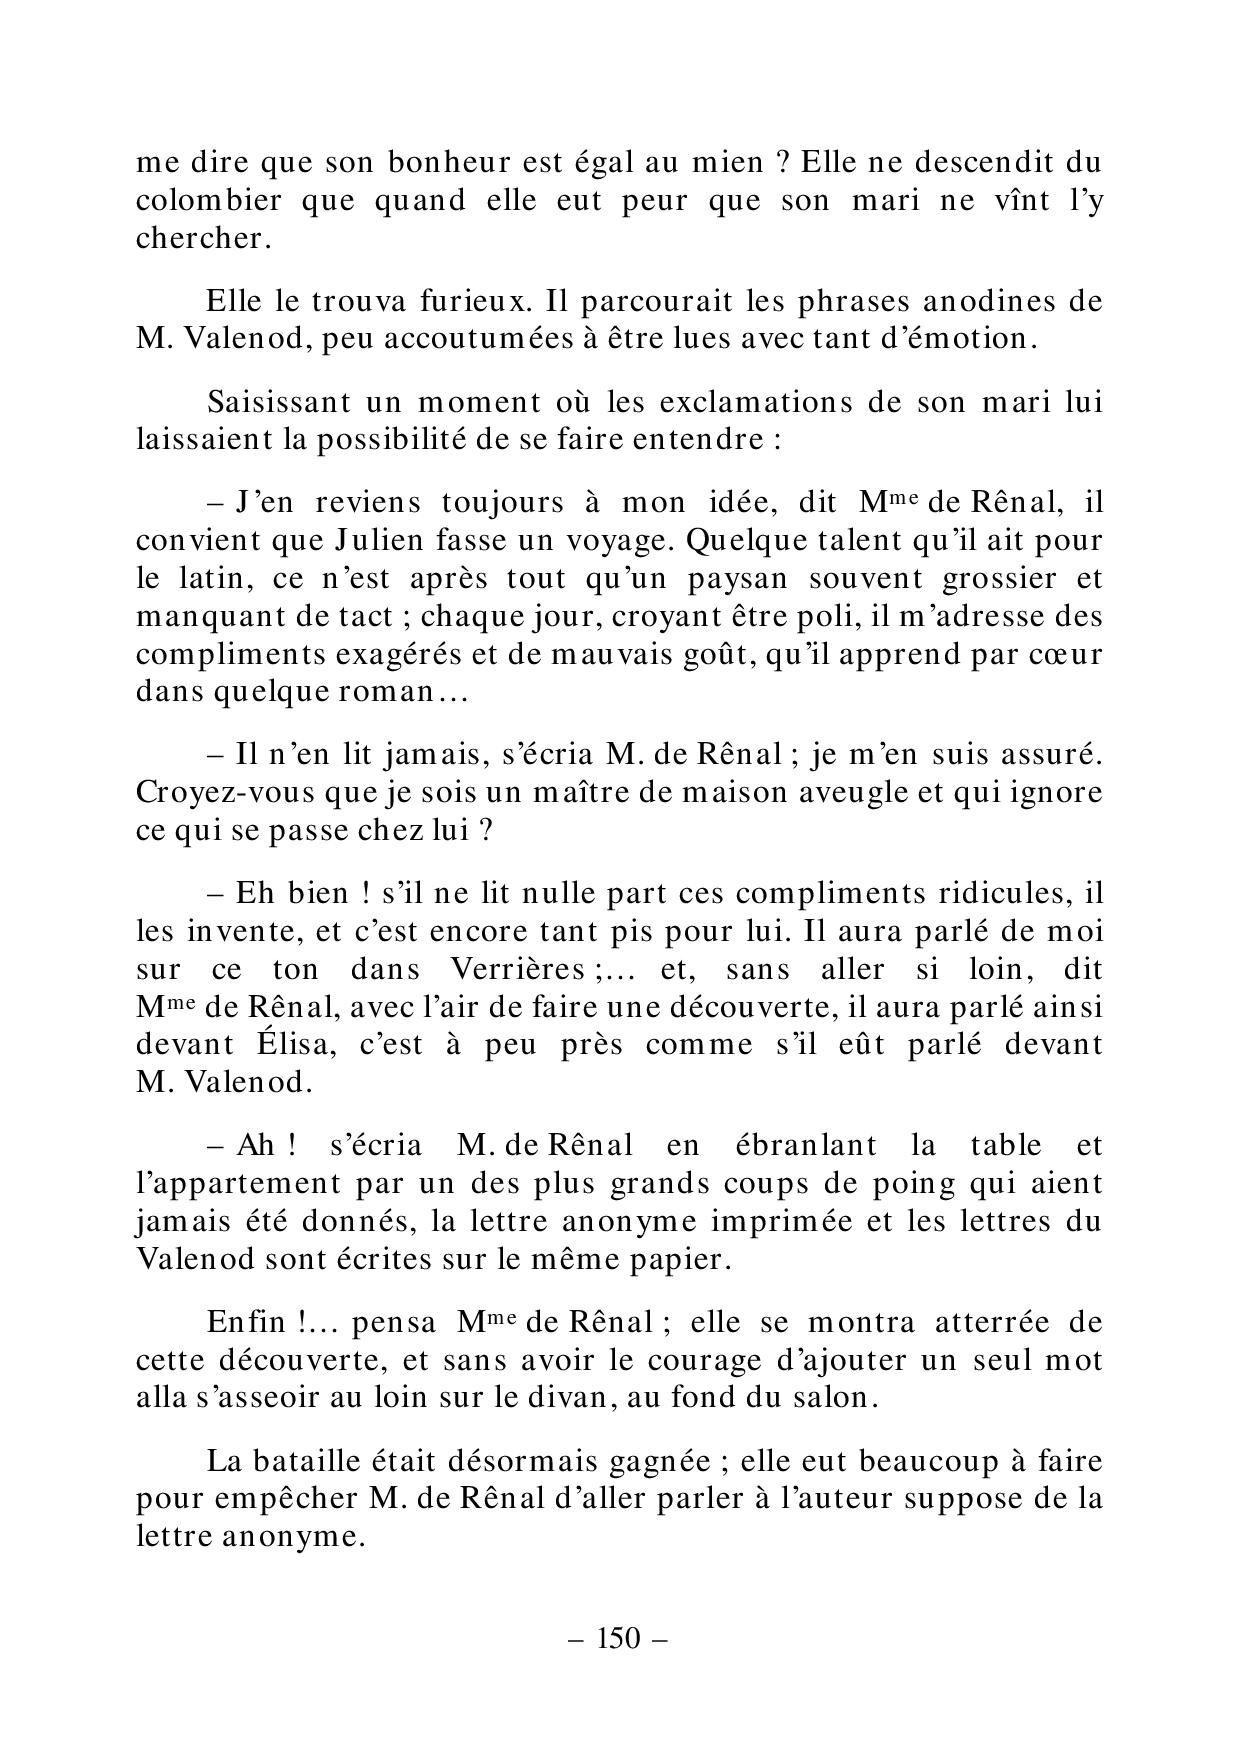 me dire que son bonheur est égal au mien ? Elle ne descendit du
colombier que quand elle eut peur que son mari ne vînt l’y
chercher.
Elle le trouva furieux. Il parcourait les phrases anodines de
M. Valenod, peu accoutumées à être lues avec tant d’émotion.
Saisissant un moment où les exclamations de son mari lui
laissaient la possibilité de se faire entendre :
– J’en reviens toujours à mon idée, dit Mme de Rênal, il
convient que Julien fasse un voyage. Quelque talent qu’il ait pour
le latin, ce n’est après tout qu’un paysan souvent grossier et
manquant de tact ; chaque jour, croyant être poli, il m’adresse des
compliments exagérés et de mauvais goût, qu’il apprend par cœur
dans quelque roman…
– Il n’en lit jamais, s’écria M. de Rênal ; je m’en suis assuré.
Croyez-vous que je sois un maître de maison aveugle et qui ignore
ce qui se passe chez lui ?
– Eh bien ! s’il ne lit nulle part ces compliments ridicules, il
les invente, et c’est encore tant pis pour lui. Il aura parlé de moi
sur ce ton dans Verrières ;… et, sans aller si loin, dit
Mme de Rênal, avec l’air de faire une découverte, il aura parlé ainsi
devant Élisa, c’est à peu près comme s’il eût parlé devant
M. Valenod.
– Ah ! s’écria M. de Rênal en ébranlant la table et
l’appartement par un des plus grands coups de poing qui aient
jamais été donnés, la lettre anonyme imprimée et les lettres du
Valenod sont écrites sur le même papier.
Enfin !… pensa Mme de Rênal ; elle se montra atterrée de
cette découverte, et sans avoir le courage d’ajouter un seul mot
alla s’asseoir au loin sur le divan, au fond du salon.
La bataille était désormais gagnée ; elle eut beaucoup à faire
pour empêcher M. de Rênal d’aller parler à l’auteur suppose de la
lettre anonyme.
– 150 –